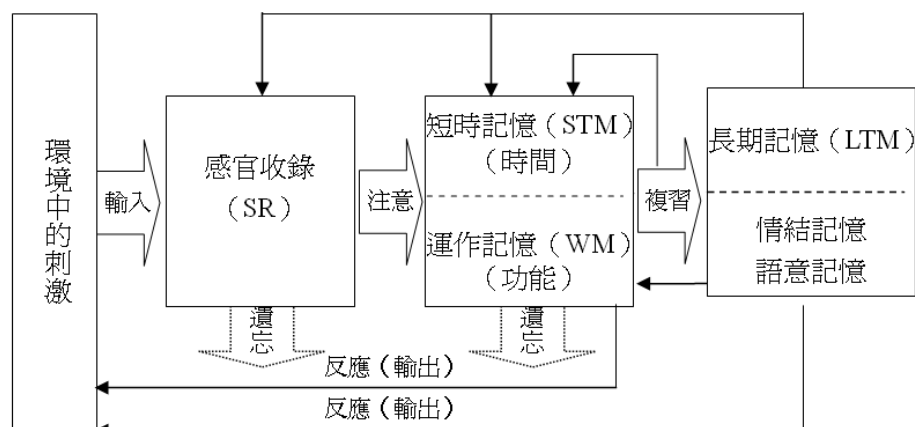 環境中的刺激
輸入
感官收錄
（SR）
注意
短時記憶（STM）
（時間）
運作記憶（WM）
（功能）
複習
長期記憶（LTM）
情結記憶
語意記憶
遺忘
遺忘
反應（輸出）
反應（輸出）